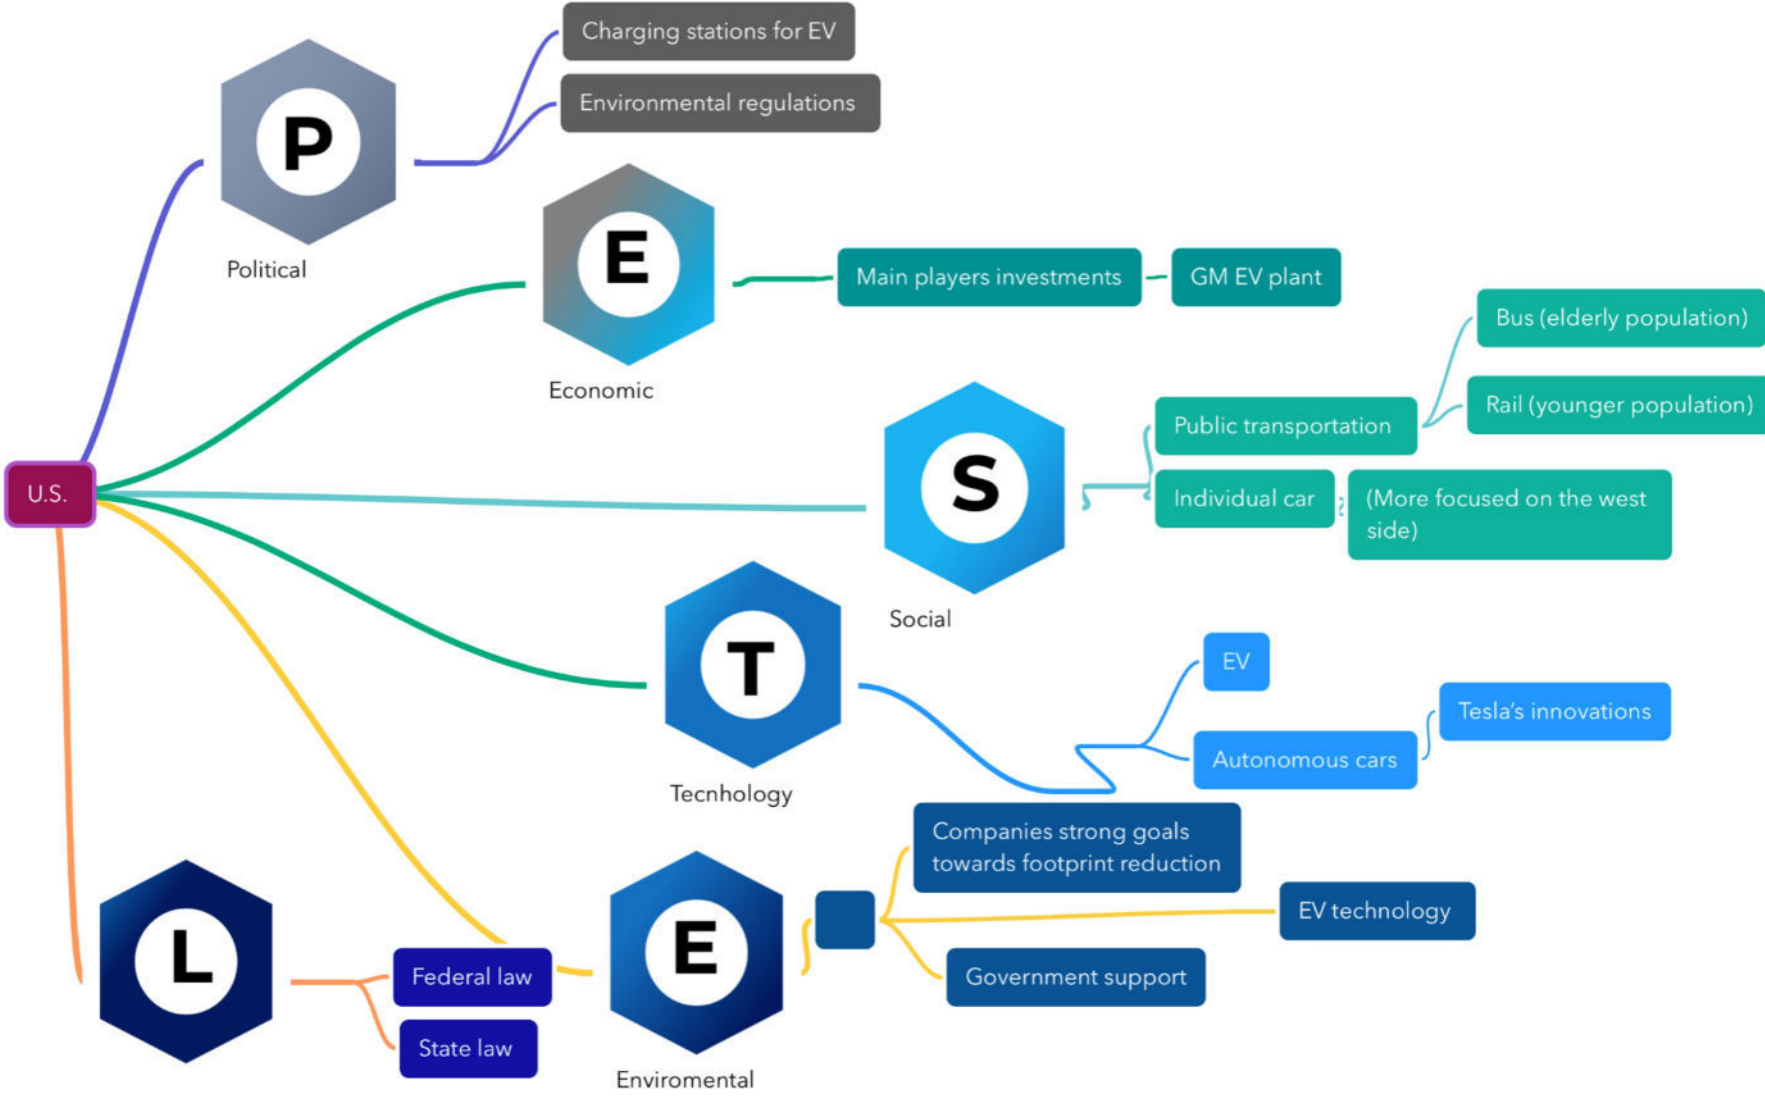 Charging stations for EV
Environmental regulations
P
Political
E
Main players investments
GM EV plant
Economic
Bus (elderly population)
Rail (younger population)
Public transportation
S
Individual car
(More focused on the west
side)
Social
U.S.
T
EV
Tesla's innovations
Autonomous cars
Tecnhology
Companies strong goals
towards footprint reduction
EV technology
Government support
E
Enviromental
L
Federal law
State law